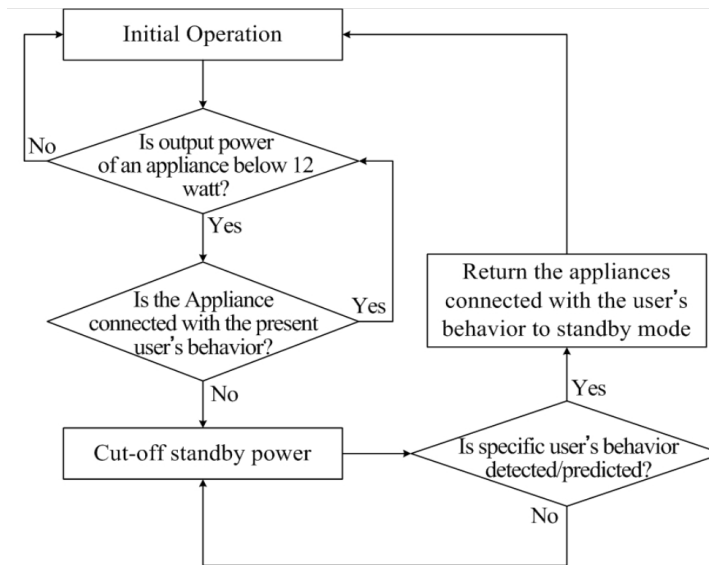 Initial Operation
No
Is output power
of an appliance below 12
watt?
Yes
Is the Appliance
connected with the present
user's behavior?
Yes
No
Cut-off standby power
Return the appliances
connected with the user's
behavior to standby mode
Yes
Is specific user's behavior
detected/predicted?
No